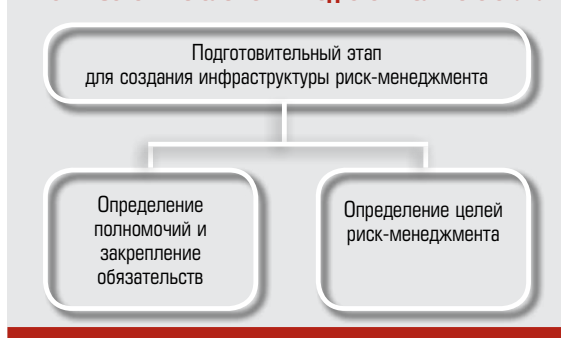 Подготовительный этап
для создания инфраструктуры риск-менеджмента
Определение
полномочий и
закрепление
обязательств
Определение целей
риск-менеджмента